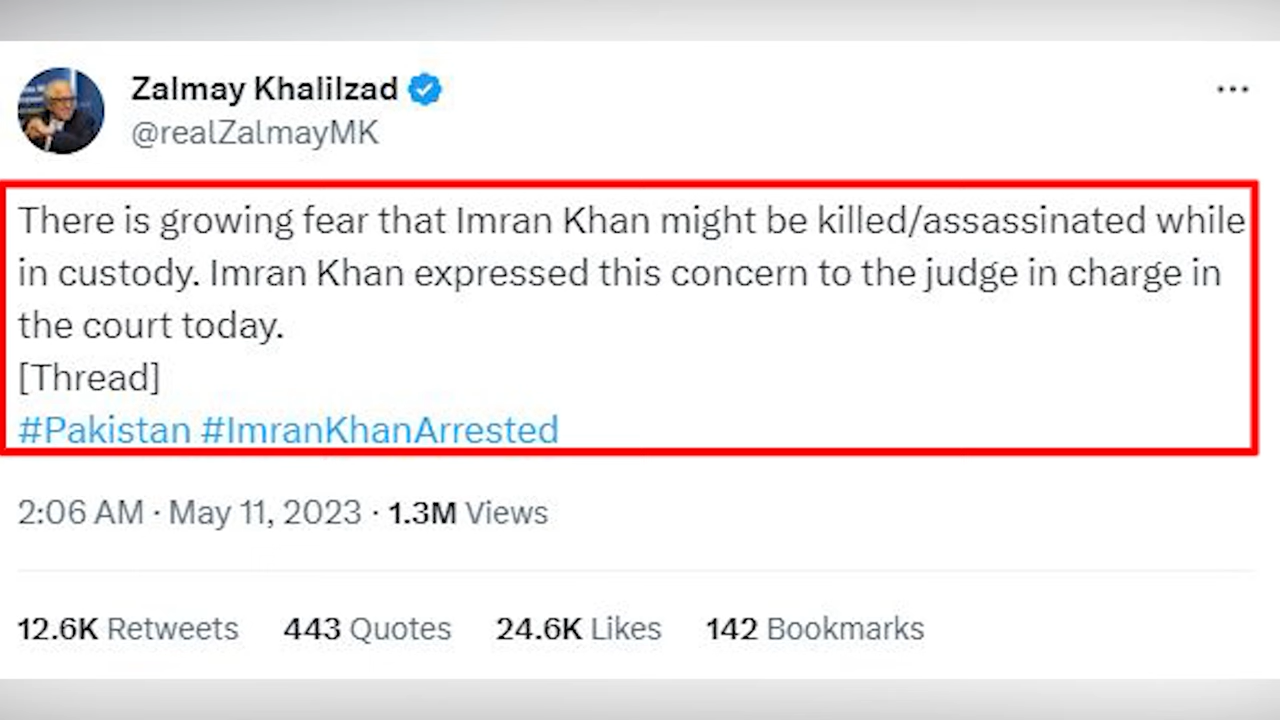 Zalmay Khalilzad
@realZalmayMK
There is growing fear that Imran Khan might be killed/assassinated while
in custody. Imran Khan expressed this concern to the judge in charge in
the court today.
[Thread]
#Pakistan #ImranKhanArrested
2:06 AM · May 11, 2023 · 1.3M Views
12.6K Retweets 443 Quotes 24.6K Likes 142 Bookmarks